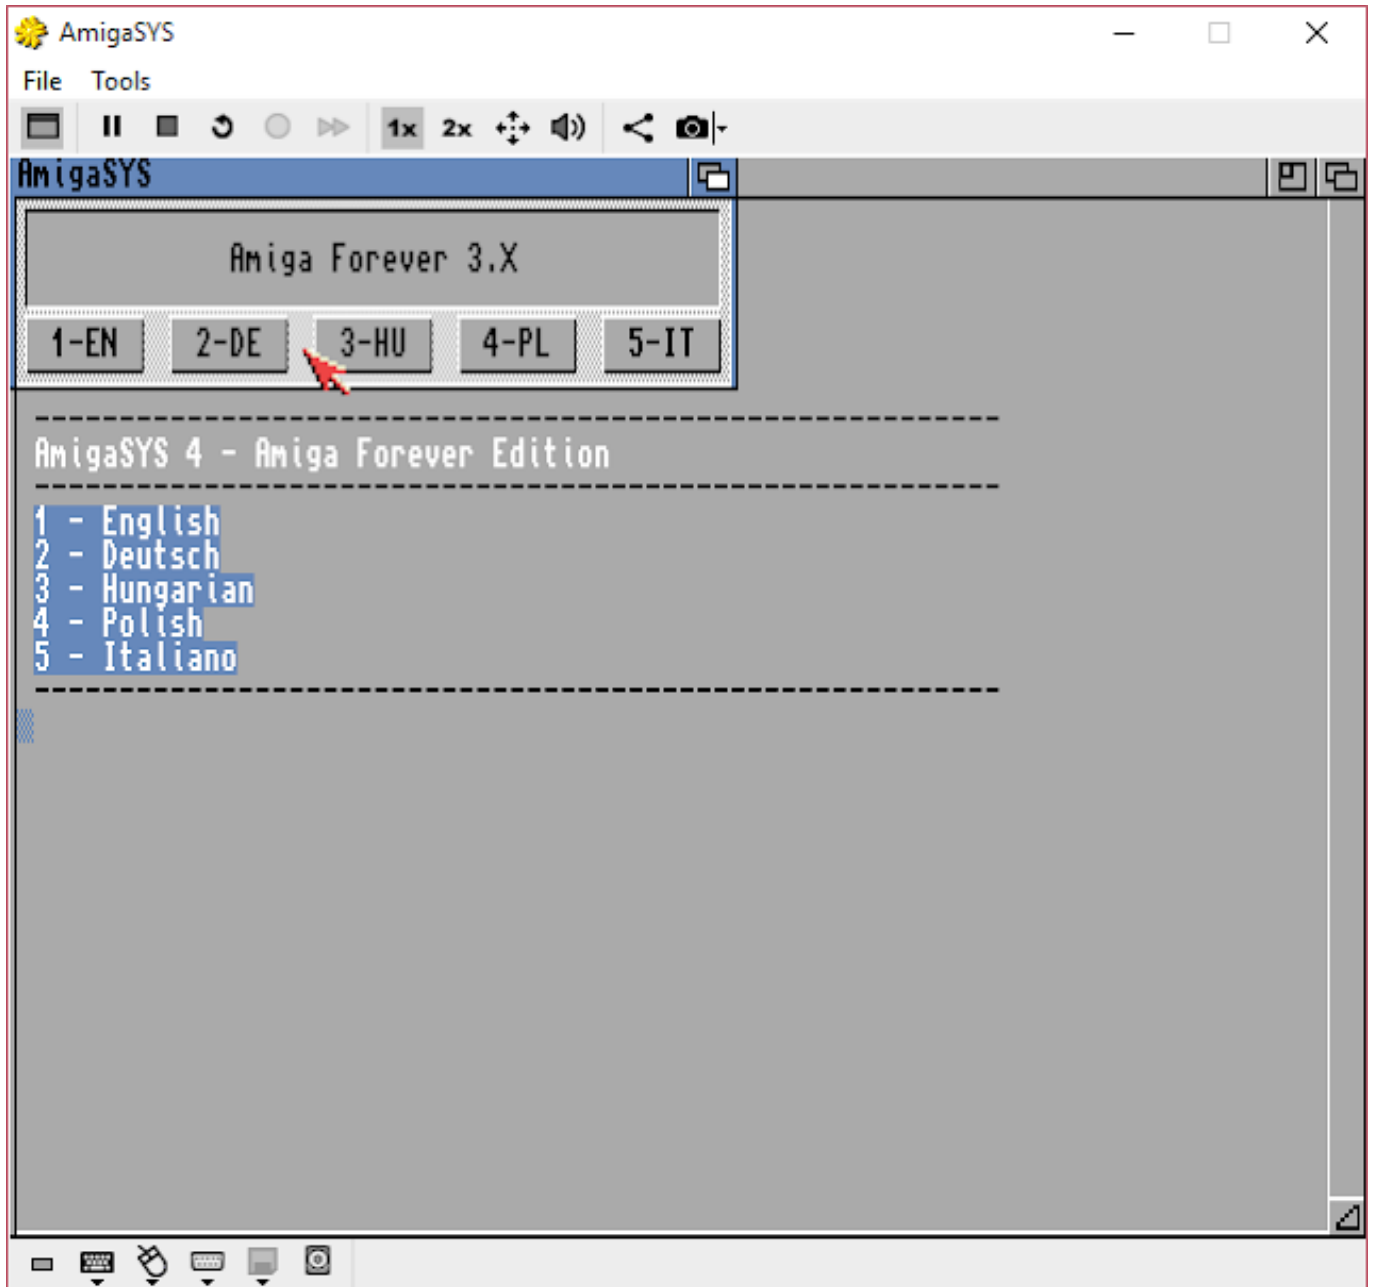 AmigaSYS
File Tools
1x 2x
AmigaSYS
Amiga Forever 3.X
1-EN 2-DE 3-HU 4-PL 5-IT
------------------------------------------------------------
AmigaSYS 4 - Amiga Forever Edition
------------------------------------------------------------
1 - English
2 - Deutsch
3 - Hungarian
4 - Polish
5 - Italiano
------------------------------------------------------------